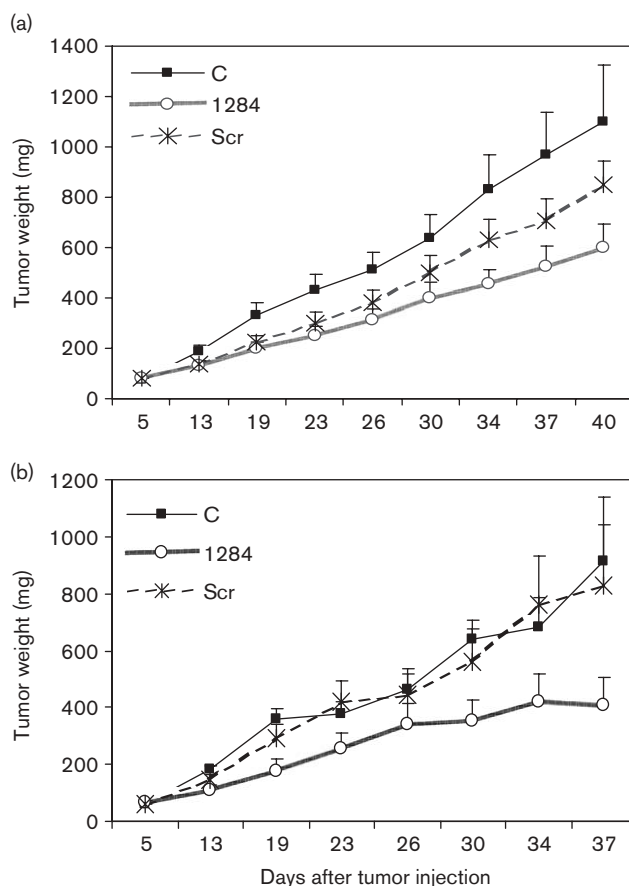 (a)
1400
1200
1000
800
600
400
200
0
Tumor weight (mg)
C
1284
Scr
5 13 19 23 26 30 34 37 40
(b)
1200
1000
800
600
400
200
0
Tumor weight (mg)
C
1284
Scr
5 13 19 23 26 30 34 37
Days after tumor injection